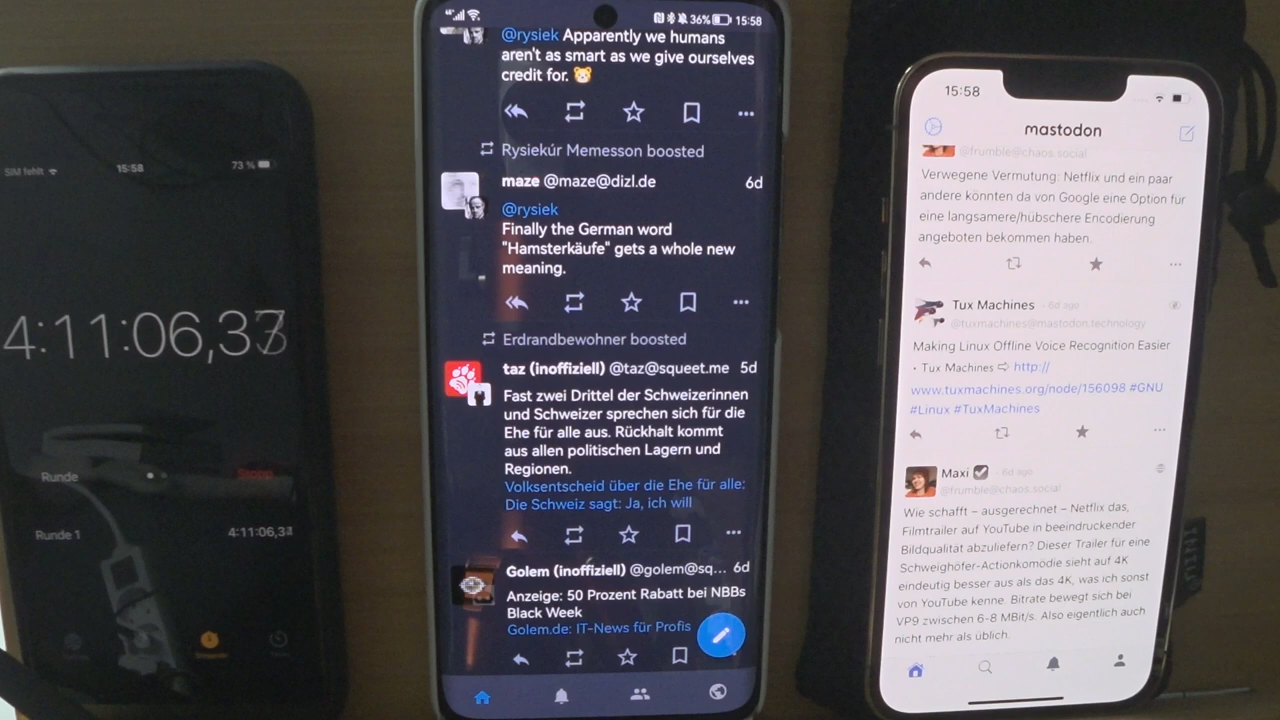 SIM fehlt
15:58
73 %
4:11:06,3
Runde
Stopp
Runde 1
4:11:06,3
36%
15:58
@rysiek Apparently we humans
aren't as smart as we give ourselves
credit for. 🐹
Rysiekúr Memesson boosted
maze @maze@dizl.de 6d
@rysiek
Finally the German word
"Hamsterkäufe" gets a whole new
meaning.
Erdrandbewohner boosted
taz (inoffiziell) @taz@squeet.me 5d
Fast zwei Drittel der Schweizerinnen
und Schweizer sprechen sich für die
Ehe für alle aus. Rückhalt kommt
aus allen politischen Lagern und
Regionen.
Volksentscheid über die Ehe für alle:
Die Schweiz sagt: Ja, ich will
Golem (inoffiziell) @golem@sq... 6d
Anzeige: 50 Prozent Rabatt bei NBBs
Black Week
Golem.de: IT-News für Profis
15:58
mastodon
@frumble@chaos.social
Verwegene Vermutung: Netflix und ein paar
andere könnten da von Google eine Option für
eine langsamere/hübschere Encodierung
angeboten bekommen haben.
Tux Machines · 6d ago
@tuxmachines@mastodon.technology
Making Linux Offline Voice Recognition Easier
• Tux Machines ⇨ http://
www.tuxmachines.org/node/156098 #GNU
#Linux #TuxMachines
Maxi ✅ · 6d ago
@frumble@chaos.social
Wie schafft – ausgerechnet – Netflix das,
Filmtrailer auf YouTube in beeindruckender
Bildqualität abzuliefern? Dieser Trailer für eine
Schweighöfer-Actionkomödie sieht auf 4K
eindeutig besser aus als das 4K, was ich sonst
von YouTube kenne. Bitrate bewegt sich bei
VP9 zwischen 6-8 MBit/s. Also eigentlich auch
nicht mehr als üblich.